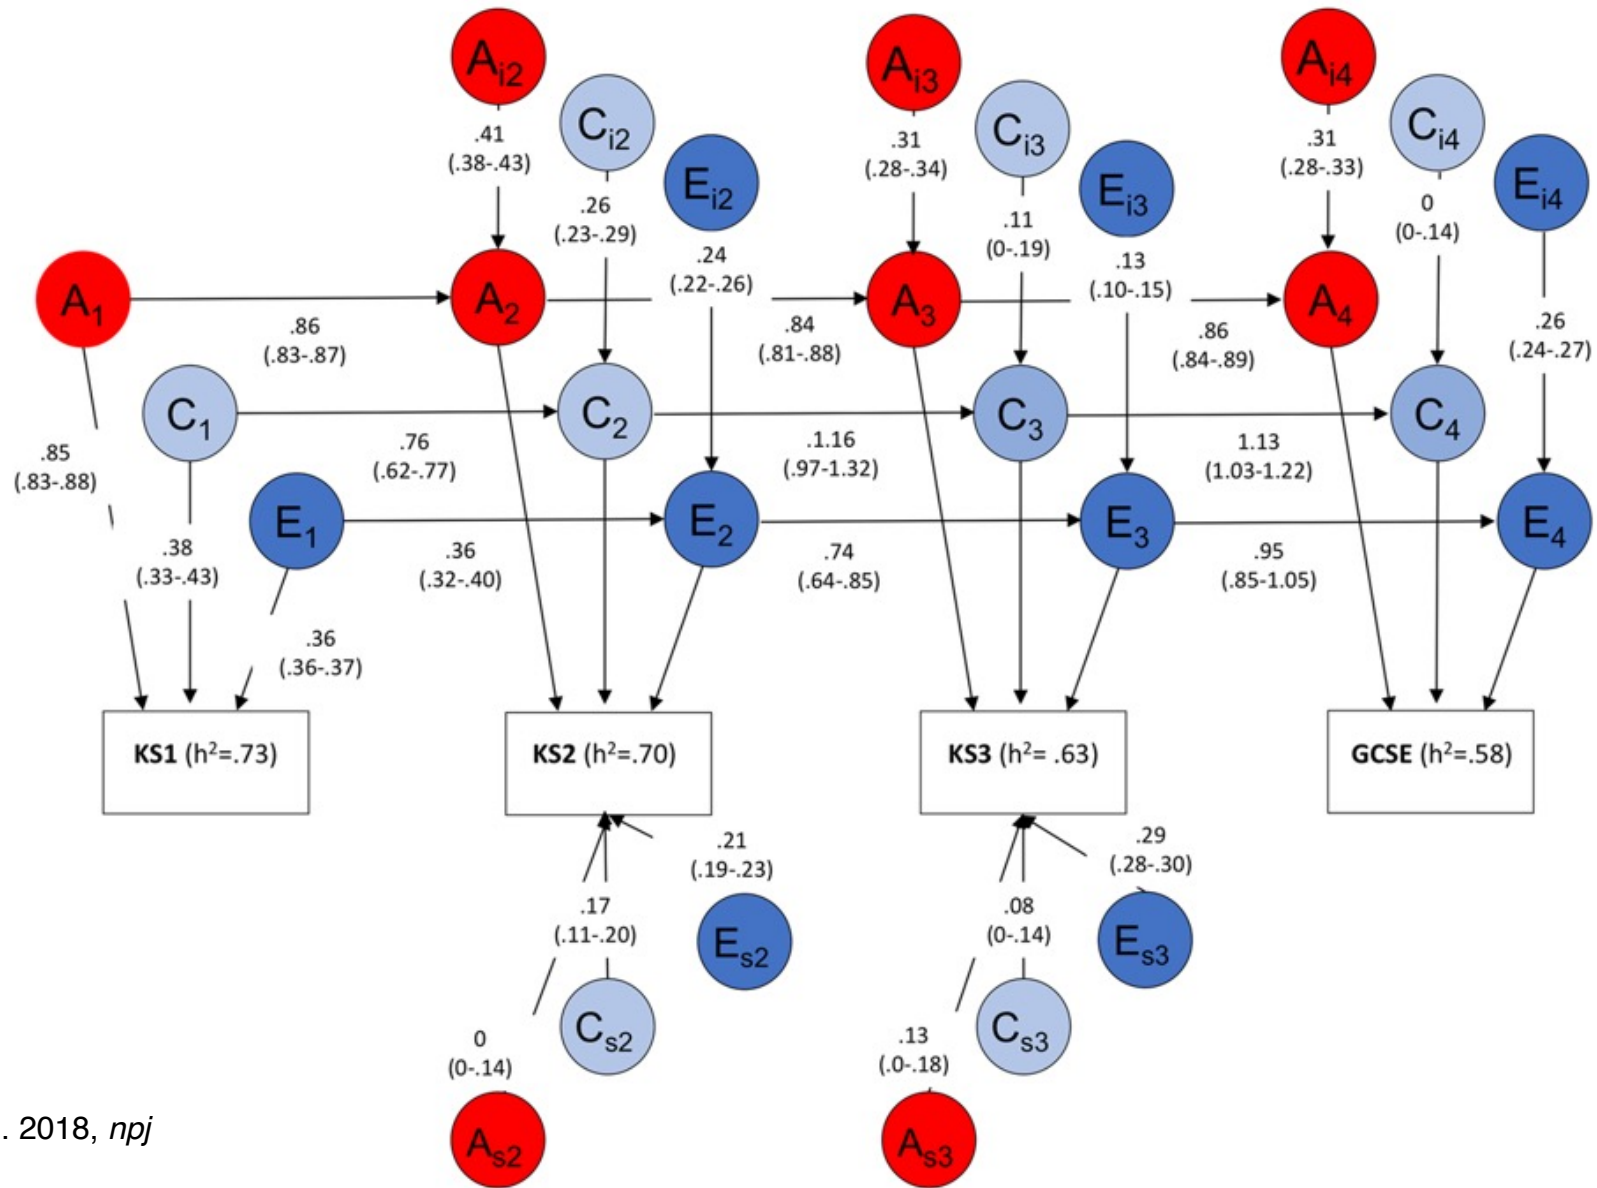 Ai2
Ai3
Ai4
Ci2
Ci3
Ci4
.41
(.38-.43)
.31
(.28-.34)
.31
(.28-.33)
Ei2
Ei3
Ei4
.26
(.23-.29)
.11
(0-.19)
0
(0-.14)
.24
(.22-.26)
.13
(.10-.15)
A1
A2
A3
A4
.86
(.83-.87)
.84
(.81-.88)
.86
(.84-.89)
.26
(.24-.27)
C1
C2
C3
C4
.85
(.83-.88)
.76
(.62-.77)
.1.16
(.97-1.32)
1.13
(1.03-1.22)
E1
E2
E3
E4
.38
(.33-.43)
.36
(.32-.40)
.74
(.64-.85)
.95
(.85-1.05)
.36
(.36-.37)
KS1 (h²=.73)
KS2 (h²=.70)
KS3 (h²= .63)
GCSE (h²=.58)
.21
(.19-.23)
.29
(.28-.30)
.17
(.11-.20)
.08
(0-.14)
Es2
Es3
Cs2
Cs3
0
(0-.14)
.13
(.0-.18)
As2
As3
. 2018, npj